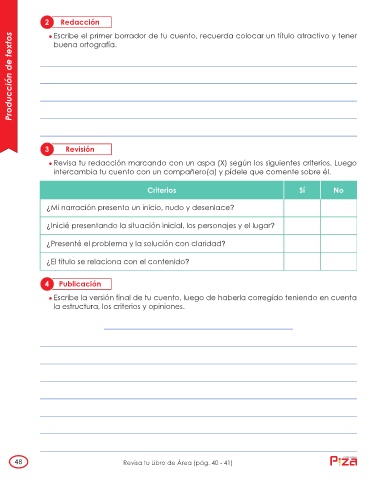 Producción de textos
2 Redacción
Escribe el primer borrador de tu cuento, recuerda colocar un título atractivo y tener
buena ortografía.
3 Revisión
Revisa tu redacción marcando con un aspa (X) según los siguientes criterios. Luego
intercambia tu cuento con un compañero(a) y pídele que comente sobre él.
Criterios Sí No
¿Mi narración presenta un inicio, nudo y desenlace?
¿Inicié presentando la situación inicial, los personajes y el lugar?
¿Presenté el problema y la solución con claridad?
¿El título se relaciona con el contenido?
4 Publicación
Escribe la versión final de tu cuento, luego de haberla corregido teniendo en cuenta
la estructura, los criterios y opiniones.
48
Revisa tu Libro de Área (pág. 40 - 41)